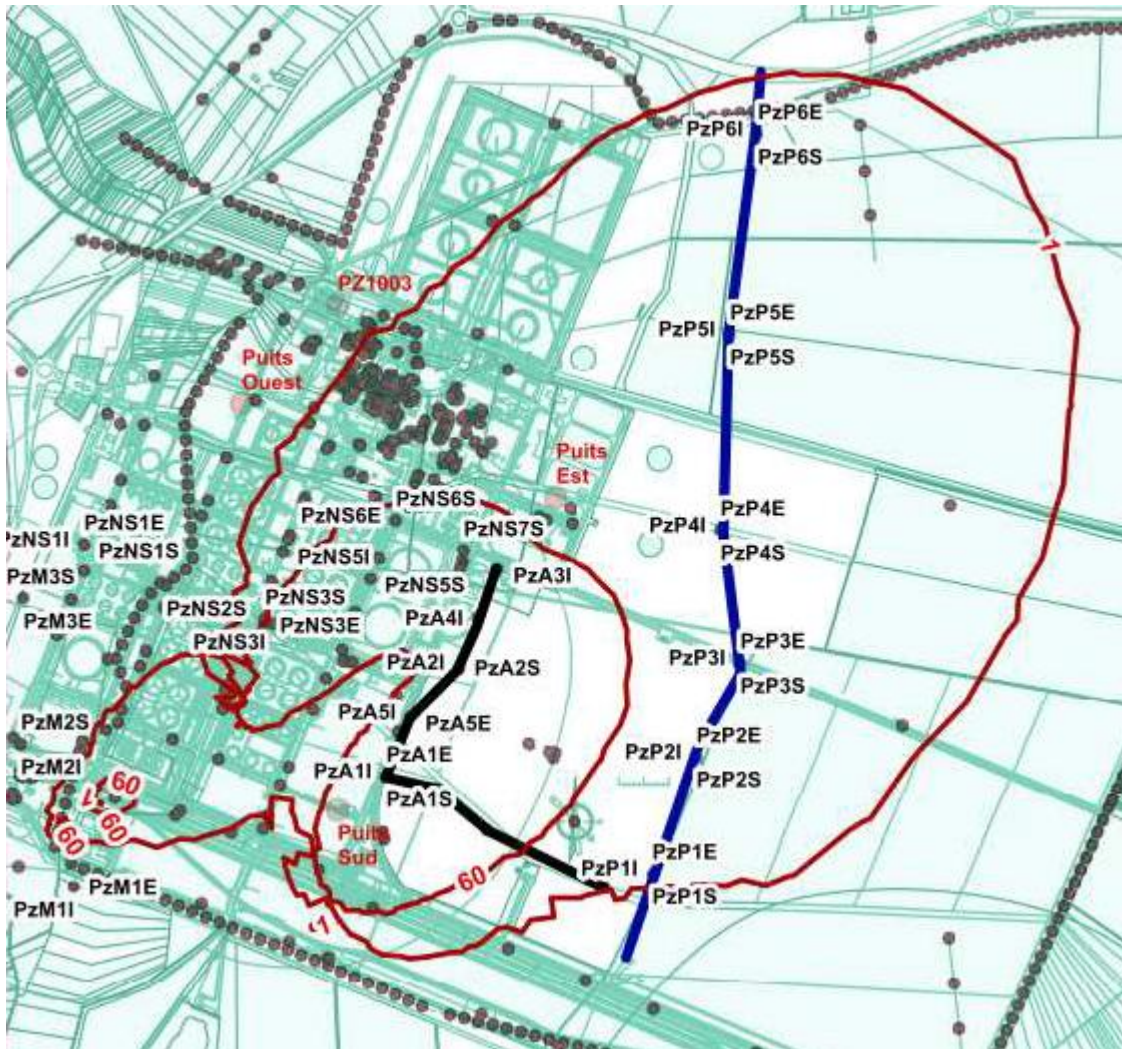 PzP6E
PzP6I
PzP6S
1
PZ1003
PzP5E
PzP5I
PzP5S
Puits
Ouest
Puits
Est
PzNS6S
PzNS6E
PzNS7S
PzP4E
PzP4I
PzP4S
PzNS1E
PzNS1I
PzNS1S
PzNS5I
PzM3S
PzNS5S
PzA3I
PzNS2S
PzNS3S
PzM3E
PzNS3I
PzNS3E
PzA4I
PzP3E
PzP3I
PzA2I
PzA2S
PzP3S
PzA5I
PzM2S
PzA5E
PzP2E
PzM2I
PzA1E
PzP2I
PzA1I
PzP2S
60
1
PzA1S
60
60
Puits
Sud
PzP1E
PzP1I
60
PzM1E
PzP1S
PzM1I
1